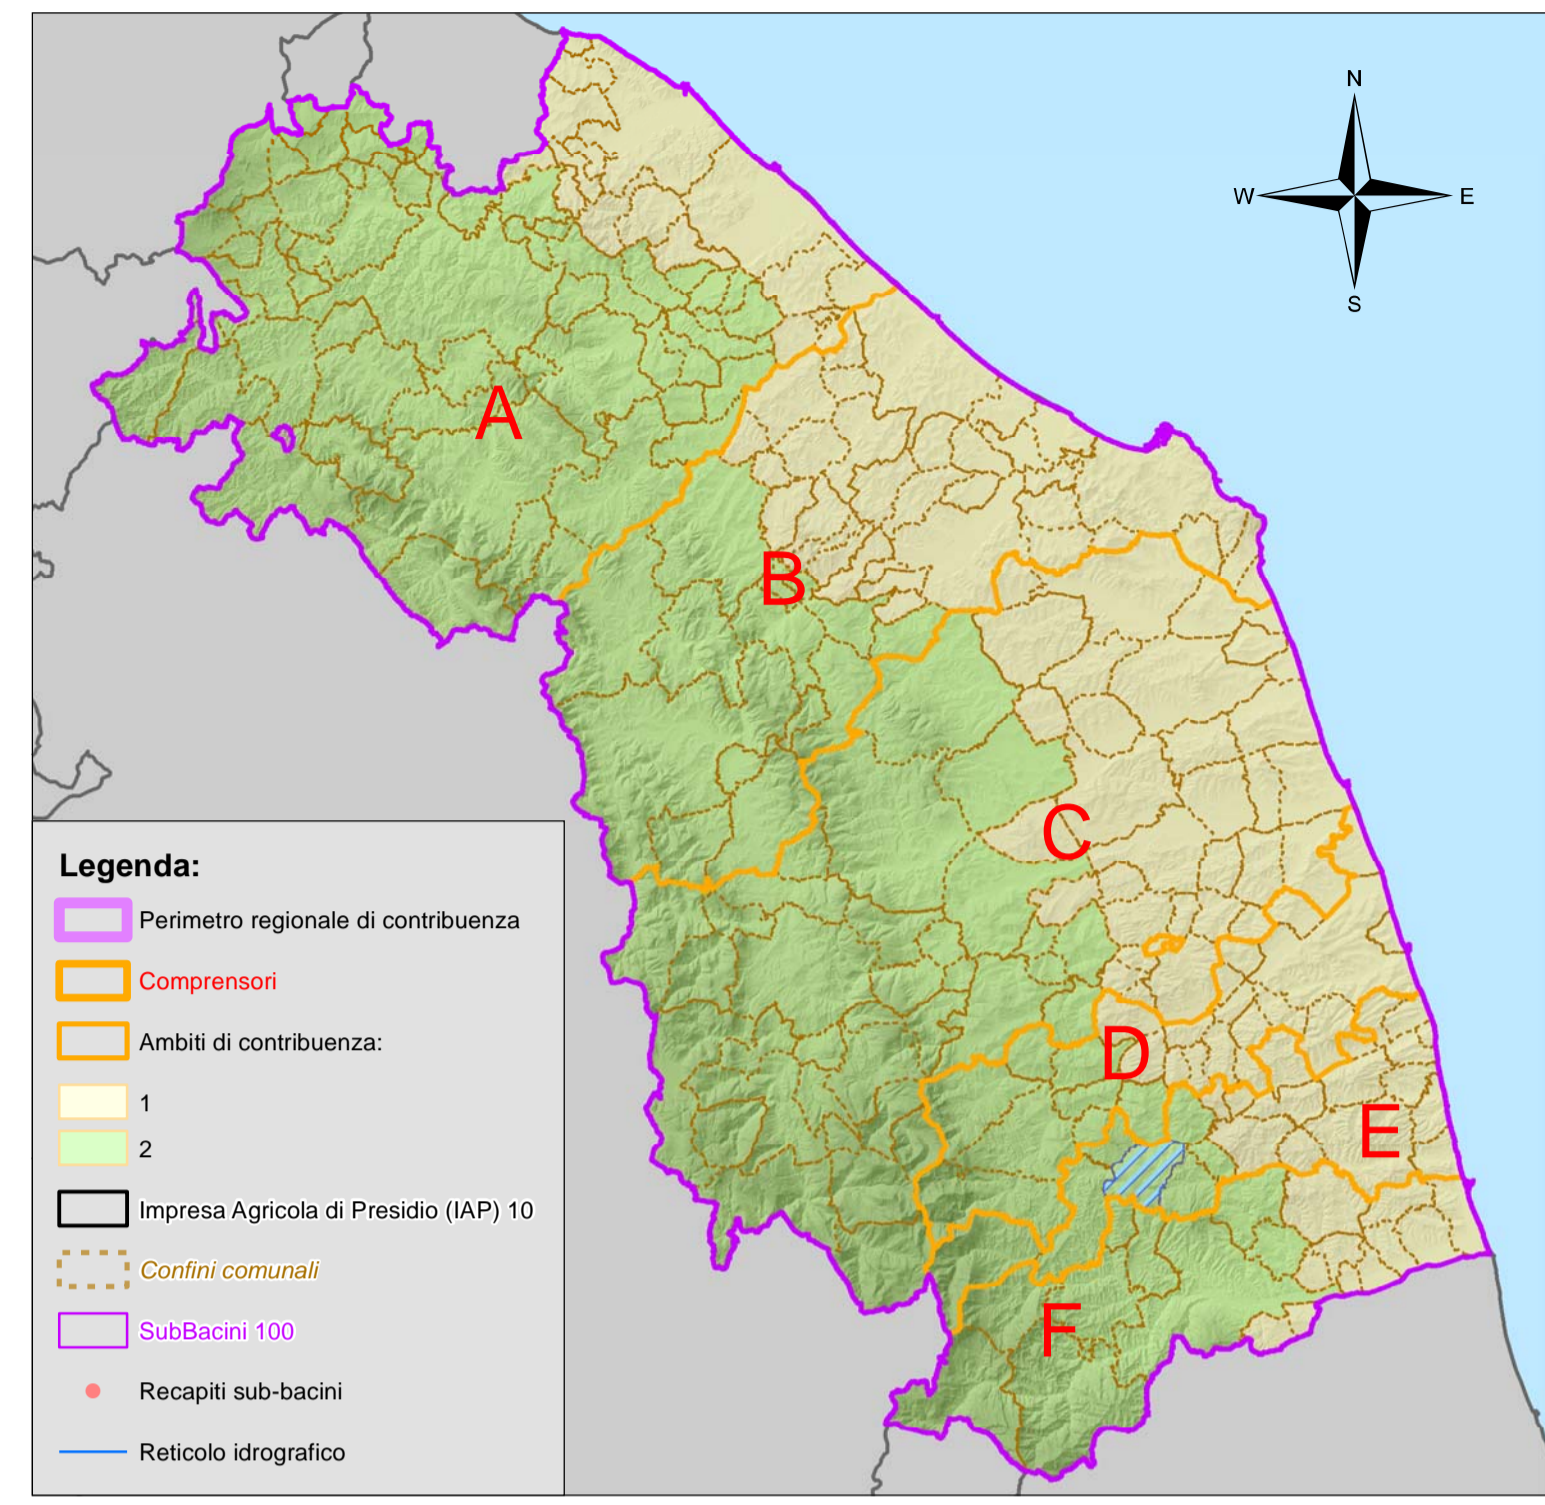 N
W
E
S
A
B
C
D
E
F
Legenda:
Perimetro regionale di contribuenza
Comprensori
Ambiti di contribuenza:
1
2
Impresa Agricola di Presidio (IAP) 10
Confini comunali
SubBacini 100
Recapiti sub-bacini
Reticolo idrografico